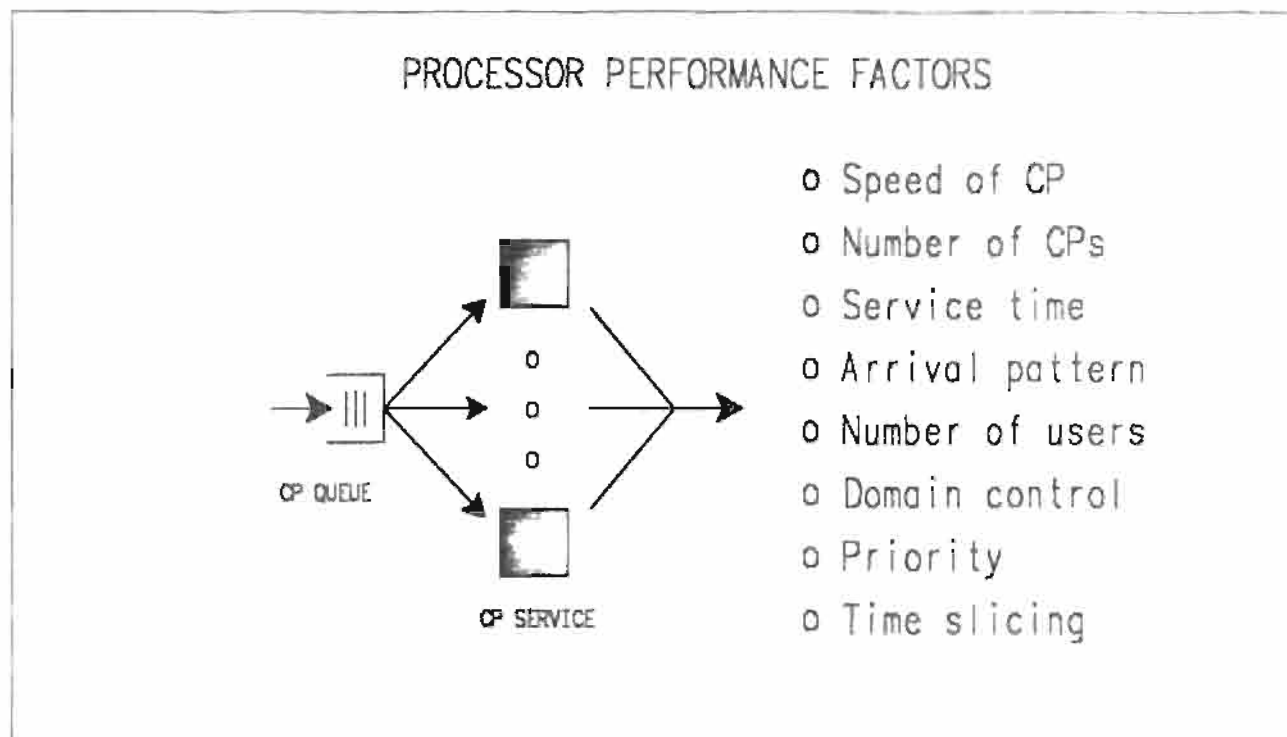 PROCESSOR PERFORMANCE FACTORS
o Speed of CP
o Number of CPs
o Service time
o Arrival pattern
o Number of users
o Domain control
o Priority
o Time slicing
CP QUEUE
CP SERVICE